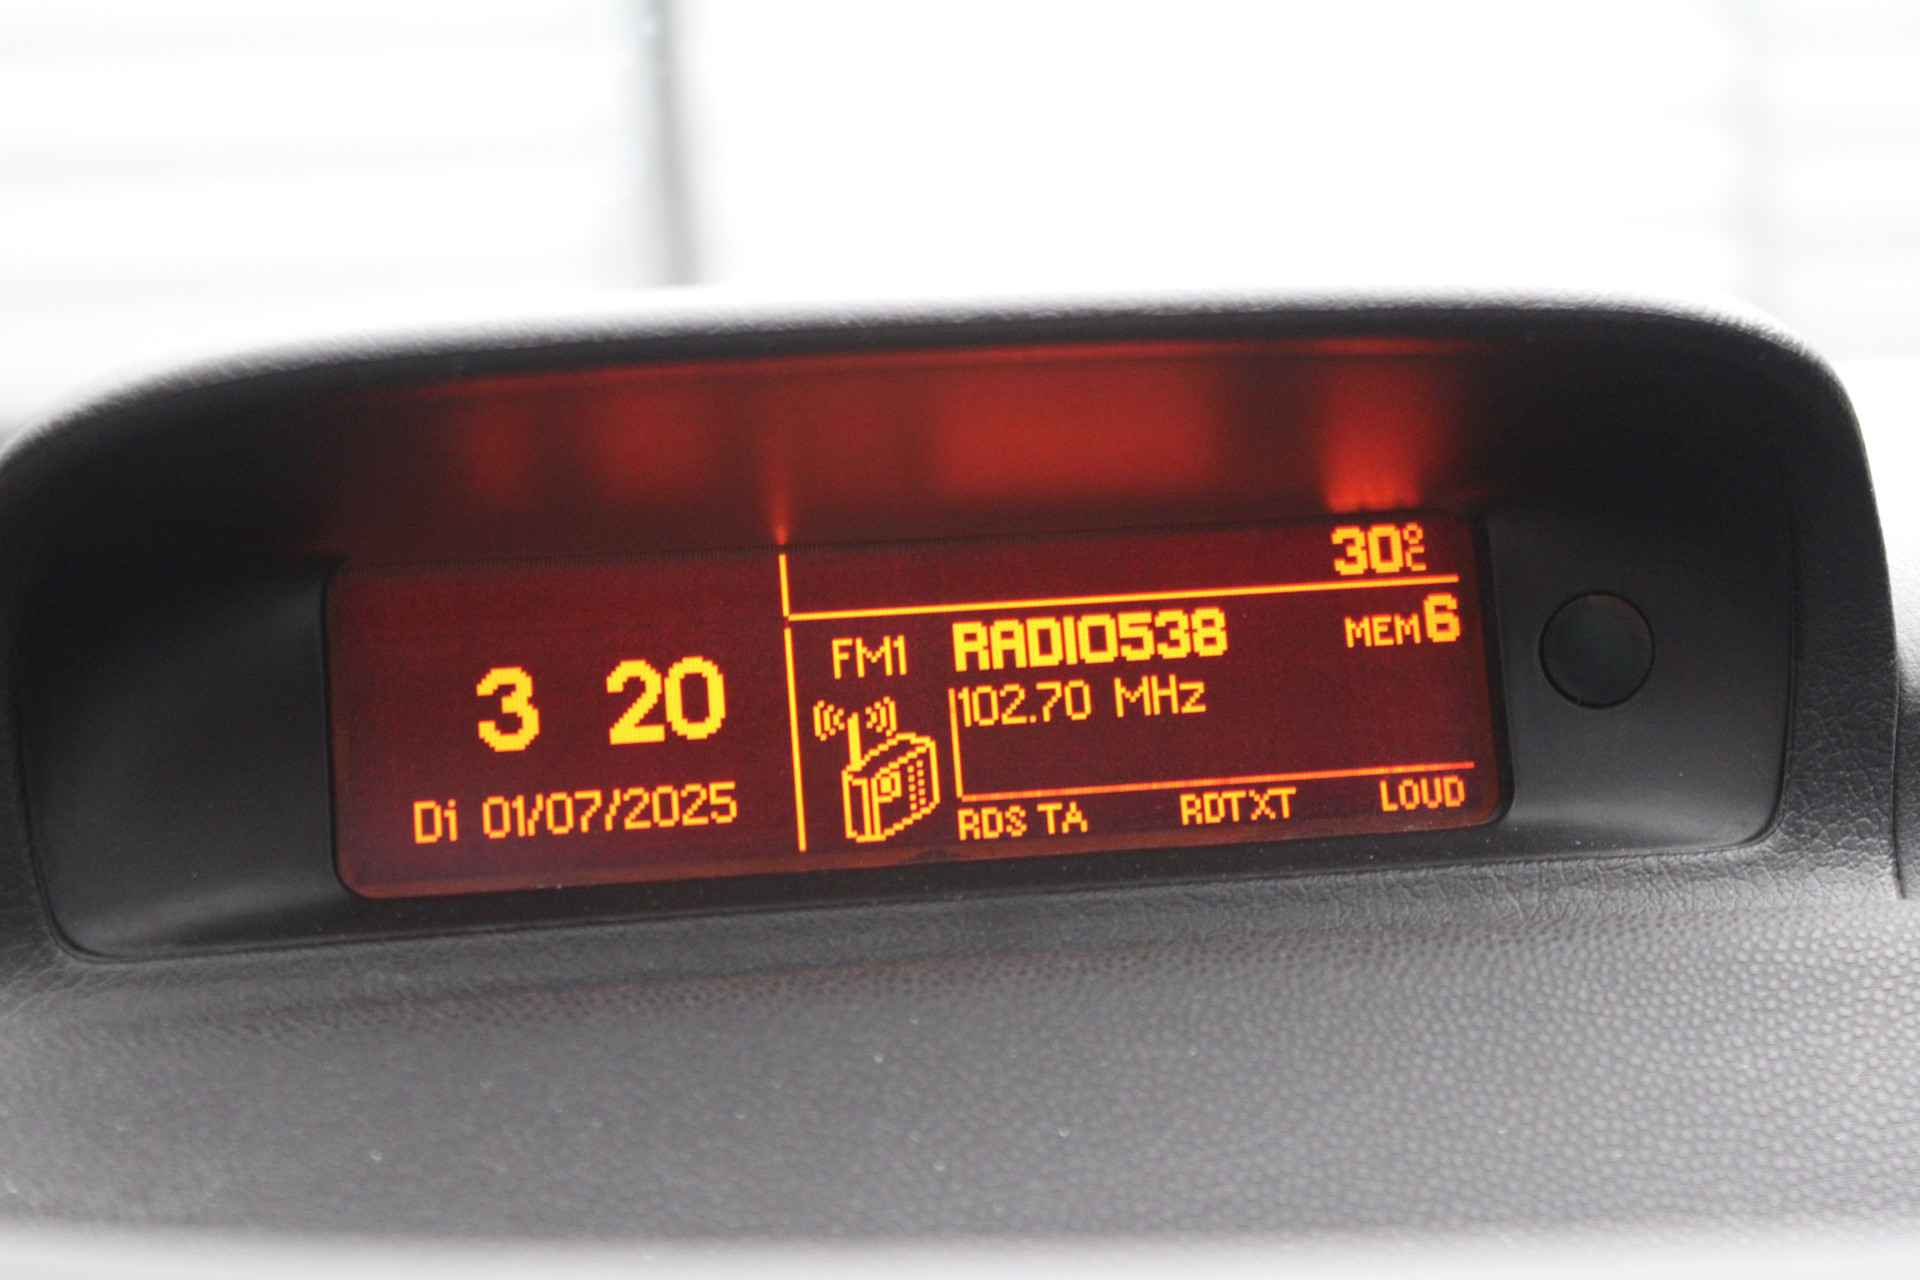 30°C
3 20
Di 01/07/2025
FM1 RADIO538 MEM6
102.70 MHz
RDS TA RDTXT LOUD